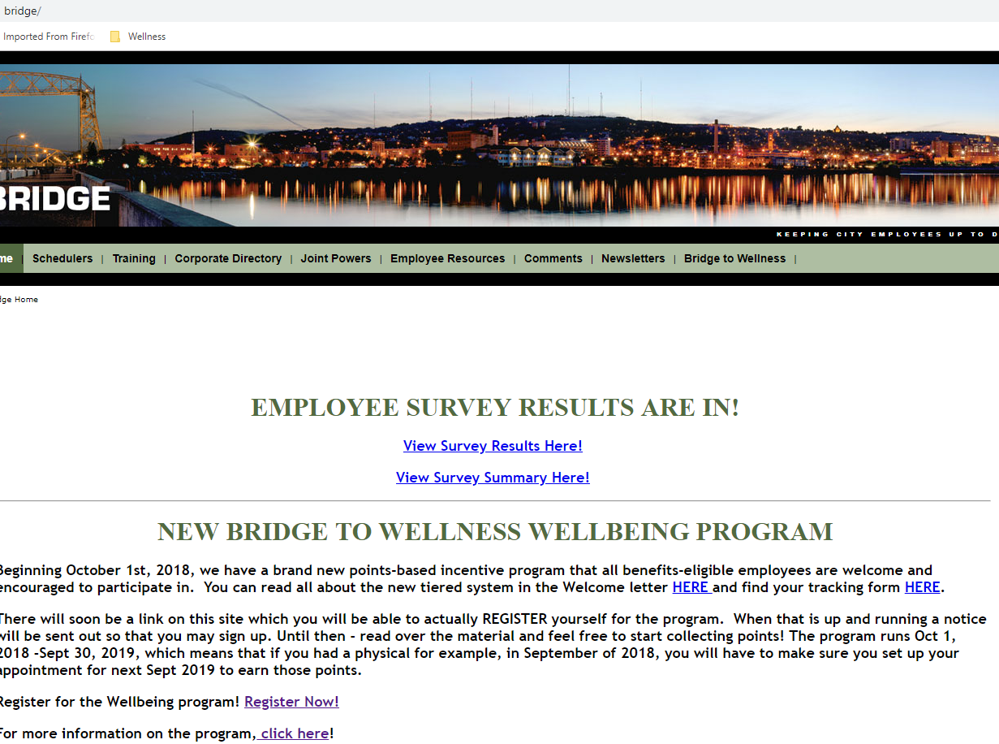 bridge/
Imported From Firefo
Wellness
BRIDGE
KEEPING CITY EMPLOYEES UP TO D
me | Schedulers | Training | Corporate Directory | Joint Powers | Employee Resources | Comments | Newsletters | Bridge to Wellness |
dge Home
EMPLOYEE SURVEY RESULTS ARE IN!
View Survey Results Here!
View Survey Summary Here!
NEW BRIDGE TO WELLNESS WELLBEING PROGRAM
Beginning October 1st, 2018, we have a brand new points-based incentive program that all benefits-eligible employees are welcome and
encouraged to participate in. You can read all about the new tiered system in the Welcome letter HERE and find your tracking form HERE.
There will soon be a link on this site which you will be able to actually REGISTER yourself for the program. When that is up and running a notice
will be sent out so that you may sign up. Until then - read over the material and feel free to start collecting points! The program runs Oct 1,
2018 -Sept 30, 2019, which means that if you had a physical for example, in September of 2018, you will have to make sure you set up your
appointment for next Sept 2019 to earn those points.
Register for the Wellbeing program! Register Now!
For more information on the program, click here!